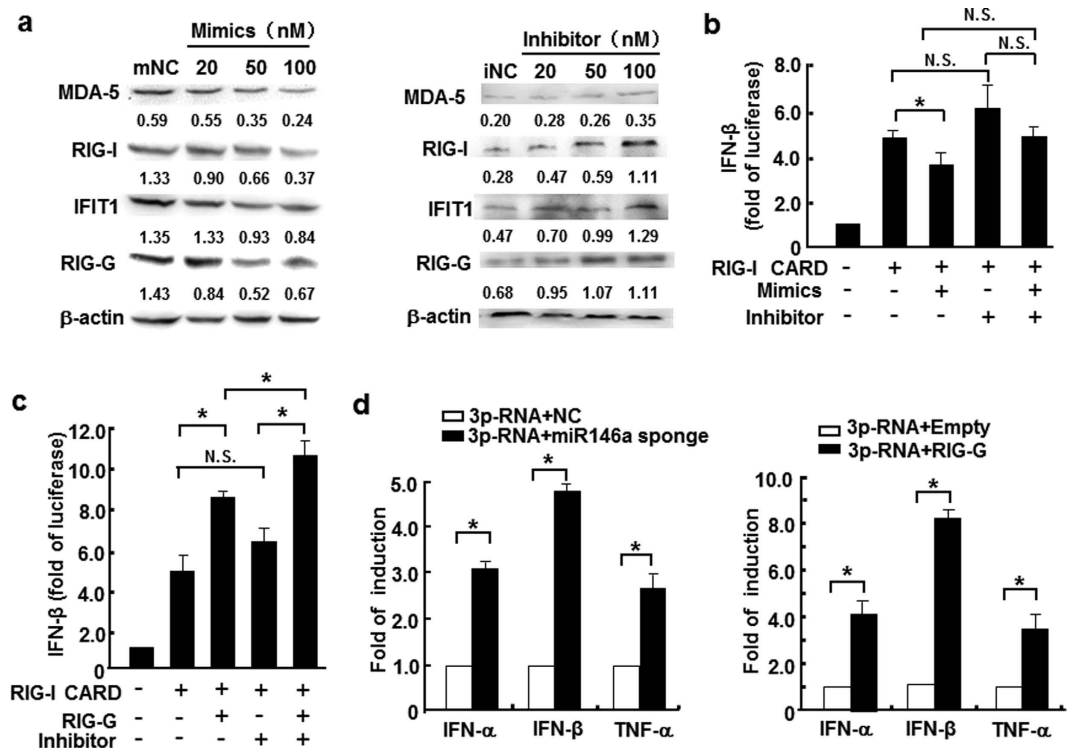 a
Mimics（nM)
mNC 20 50 100
MDA-5
0.59 0.55 0.35 0.24
RIG-I
1.33 0.90 0.66 0.37
IFIT1
1.35 1.33 0.93 0.84
RIG-G
1.43 0.84 0.52 0.67
β-actin
Inhibitor（nM)
iNC 20 50 100
MDA-5
0.20 0.28 0.26 0.35
RIG-I
0.28 0.47 0.59 1.11
IFIT1
0.47 0.70 0.99 1.29
RIG-G
0.68 0.95 1.07 1.11
β-actin
b
N.S.
N.S.
N.S.
*
IFN-β
(fold of luciferase)
8.0
6.0
4.0
2.0
0
RIG-I CARD - + + + +
Mimics - - + - +
Inhibitor - - - + +
c
*
* *
N.S.
IFN-β (fold of luciferase)
12.0
10.0
8.0
6.0
4.0
2.0
0
RIG-I CARD - + + + +
RIG-G - - + - +
Inhibitor - - - + +
d
3p-RNA+NC
3p-RNA+miR146a sponge
Fold of induction
5.0
4.0
3.0
2.0
1.0
0
* * *
IFN-α IFN-β TNF-α
3p-RNA+Empty
3p-RNA+RIG-G
Fold of induction
10.0
8.0
6.0
4.0
2.0
0
* * *
IFN-α IFN-β TNF-α